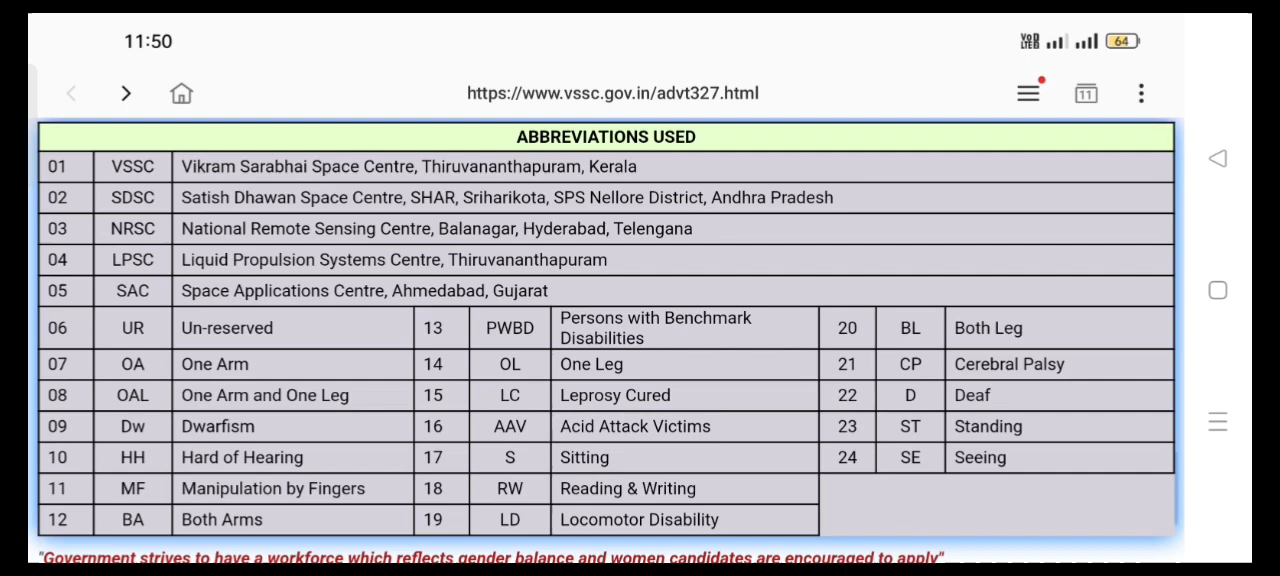 11:50
VoD LTEB 64
https://www.vssc.gov.in/advt327.html
11
ABBREVIATIONS USED
01 VSSC Vikram Sarabhai Space Centre, Thiruvananthapuram, Kerala
02 SDSC Satish Dhawan Space Centre, SHAR, Sriharikota, SPS Nellore District, Andhra Pradesh
03 NRSC National Remote Sensing Centre, Balanagar, Hyderabad, Telengana
04 LPSC Liquid Propulsion Systems Centre, Thiruvananthapuram
05 SAC Space Applications Centre, Ahmedabad, Gujarat
06 UR Un-reserved 13 PWBD Persons with Benchmark Disabilities 20 BL Both Leg
07 OA One Arm 14 OL One Leg 21 CP Cerebral Palsy
08 OAL One Arm and One Leg 15 LC Leprosy Cured 22 D Deaf
09 Dw Dwarfism 16 AAV Acid Attack Victims 23 ST Standing
10 HH Hard of Hearing 17 S Sitting 24 SE Seeing
11 MF Manipulation by Fingers 18 RW Reading & Writing
12 BA Both Arms 19 LD Locomotor Disability
"Government strives to have a workforce which reflects gender balance and women candidates are encouraged to apply"